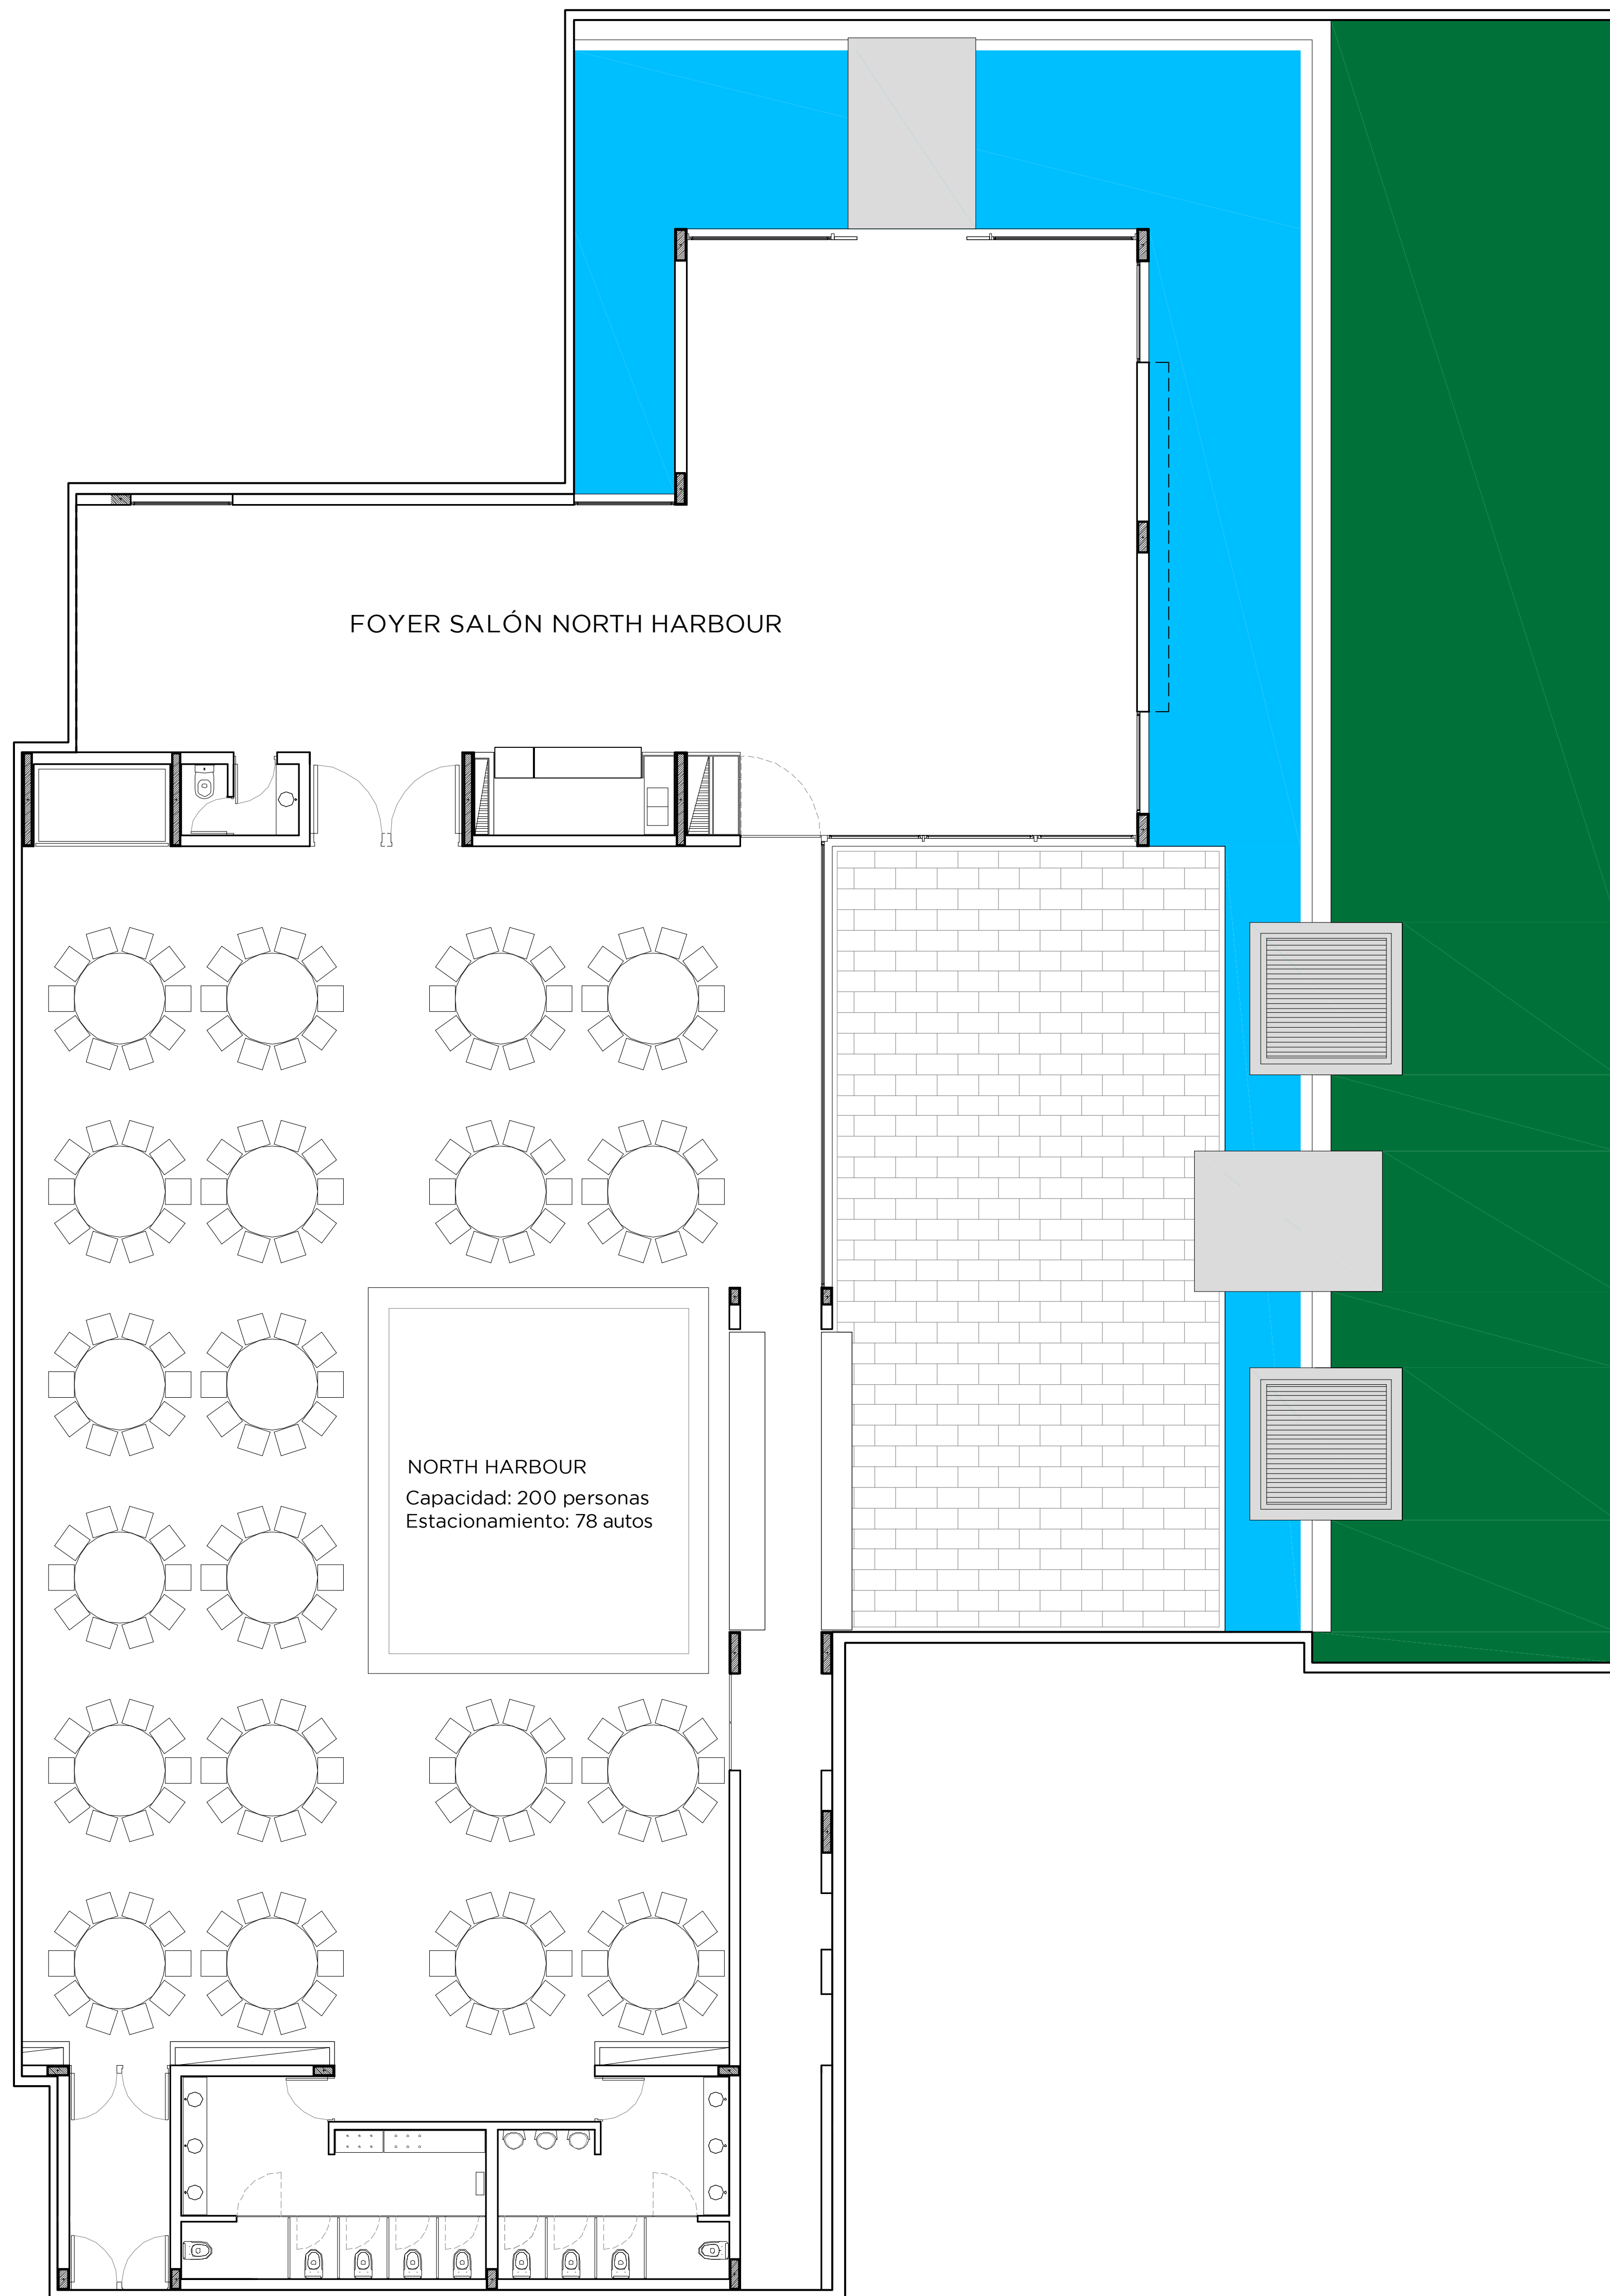 FOYER SALÓN NORTH HARBOUR
NORTH HARBOUR
Capacidad: 200 personas
Estacionamiento: 78 autos